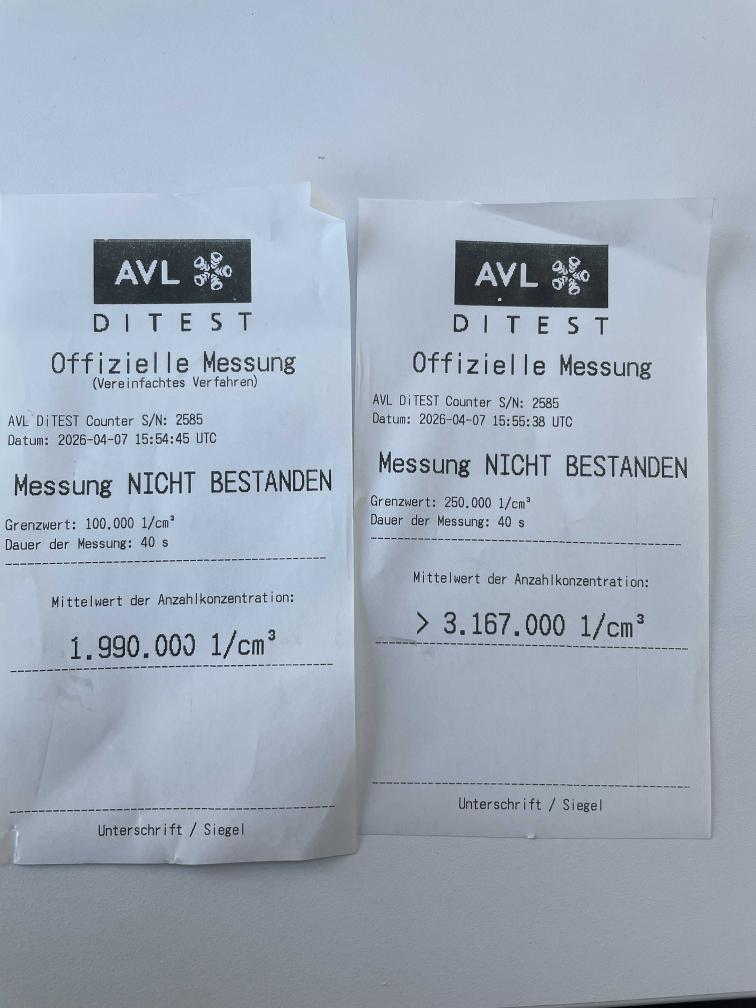 AVL
DITEST
Offizielle Messung
(Vereinfachtes Verfahren)
AVL DiTEST Counter S/N: 2585
Datum: 2026-04-07 15:54:45 UTC
Messung NICHT BESTANDEN
Grenzwert: 100.000 1/cm³
Dauer der Messung: 40 s
Mittelwert der Anzahlkonzentration:
1.990.000 1/cm³
Unterschrift / Siegel
AVL
DITEST
Offizielle Messung
AVL DiTEST Counter S/N: 2585
Datum: 2026-04-07 15:55:38 UTC
Messung NICHT BESTANDEN
Grenzwert: 250.000 1/cm³
Dauer der Messung: 40 s
Mittelwert der Anzahlkonzentration:
> 3.167.000 1/cm³
Unterschrift / Siegel